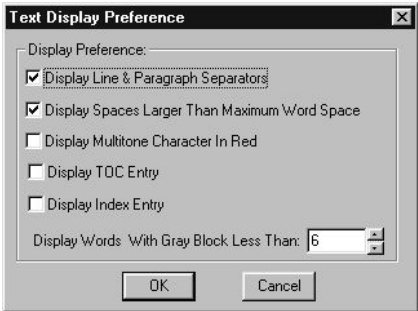 Text Display Preference
Display Preference:
Display Line & Paragraph Separators
Display Spaces Larger Than Maximum Word Space
Display Multitone Character In Red
Display TOC Entry
Display Index Entry
Display Words With Gray Block Less Than: 6
OK Cancel